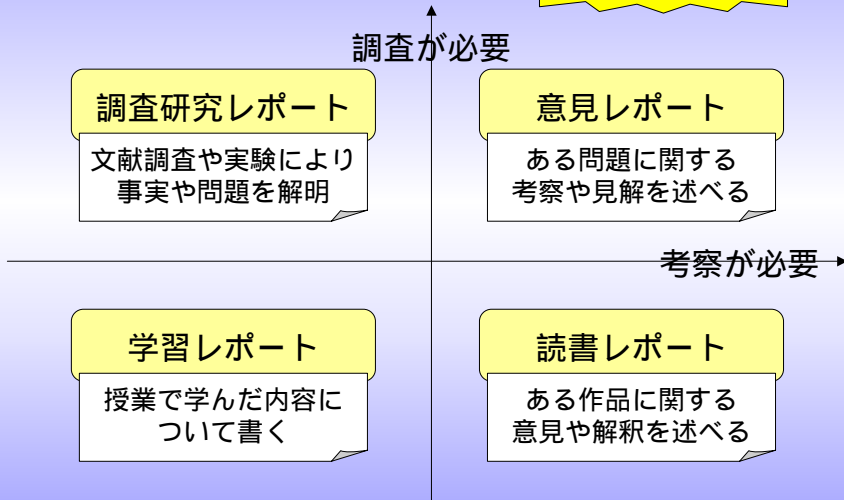 調査が必要
調査研究レポート
文献調査や実験により
事実や問題を解明
意見レポート
ある問題に関する
考察や見解を述べる
考察が必要
学習レポート
授業で学んだ内容に
ついて書く
読書レポート
ある作品に関する
意見や解釈を述べる